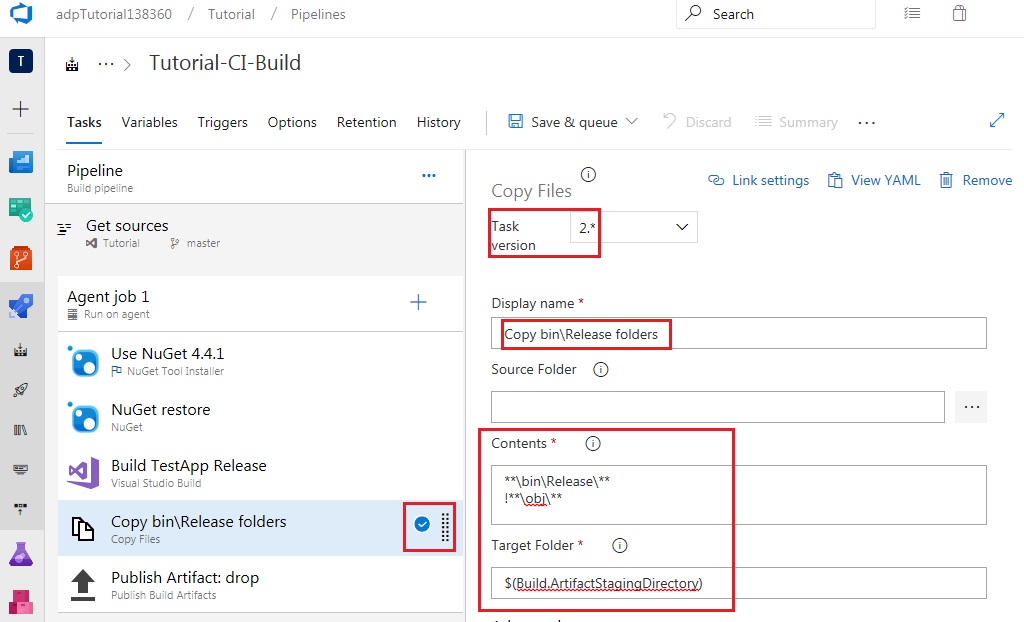 adpTutorial138360 / Tutorial / Pipelines
Search
T
··· > Tutorial-CI-Build
Tasks Variables Triggers Options Retention History Save & queue Discard Summary ···
Pipeline
Build pipeline
Get sources
Tutorial master
Agent job 1
Run on agent
Use NuGet 4.4.1
NuGet Tool Installer
NuGet restore
NuGet
Build TestApp Release
Visual Studio Build
Copy bin\Release folders
Copy Files
Publish Artifact: drop
Publish Build Artifacts
Copy Files
Link settings View YAML Remove
Task
version
2.*
Display name *
Copy bin\Release folders
Source Folder
Contents *
**\bin\Release\**
!**\obj\**
Target Folder *
$(Build.ArtifactStagingDirectory)